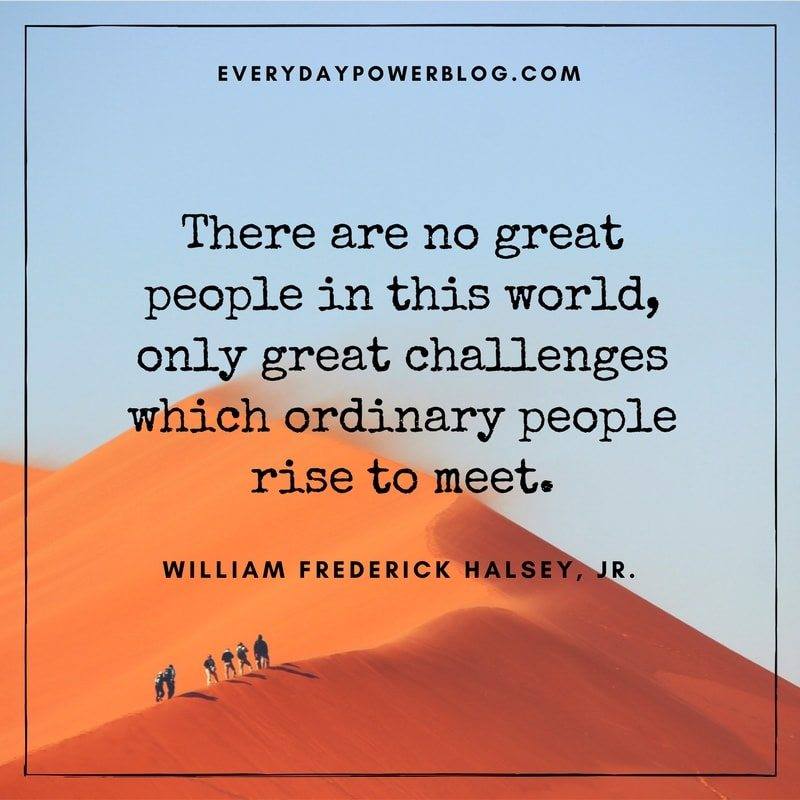 EVERYDAYPOWERBLOG.COM
There are no great
people in this world,
only great challenges
which ordinary people
rise to meet.
WILLIAM FREDERICK HALSEY, JR.